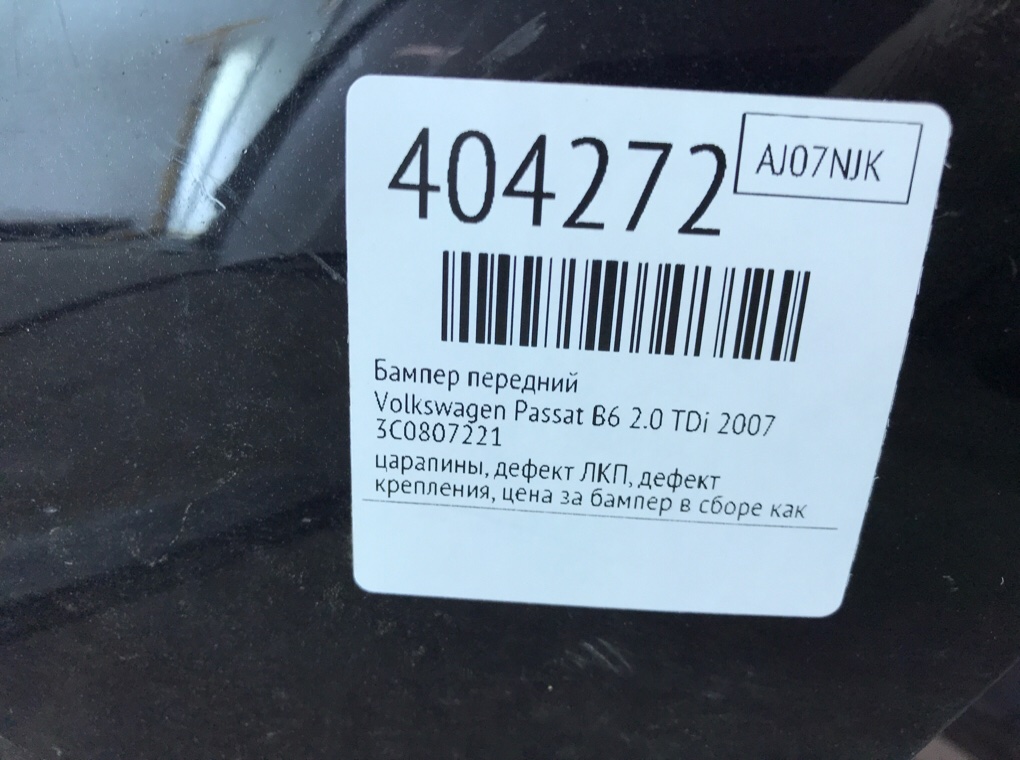 404272
AJ07NJK
Бампер передний
Volkswagen Passat B6 2.0 TDi 2007
3C0807221
царапины, дефект ЛКП, дефект
крепления, цена за бампер в сборе как